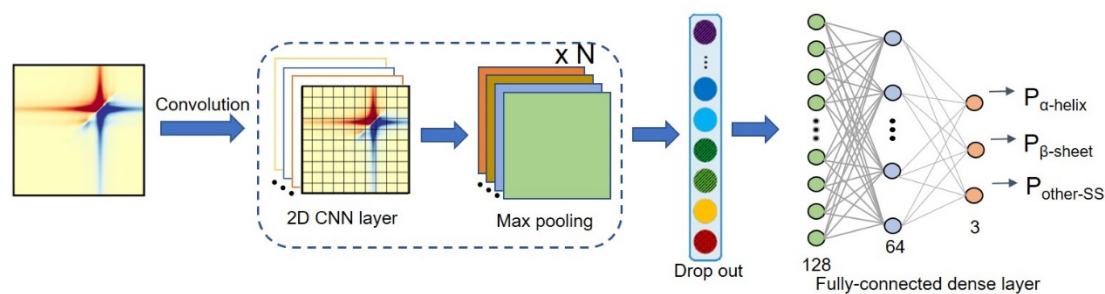 Convolution
x N
2D CNN layer
Max pooling
Drop out
128
64
3
Fully-connected dense layer
Pα-helix
Pβ-sheet
Pother-SS